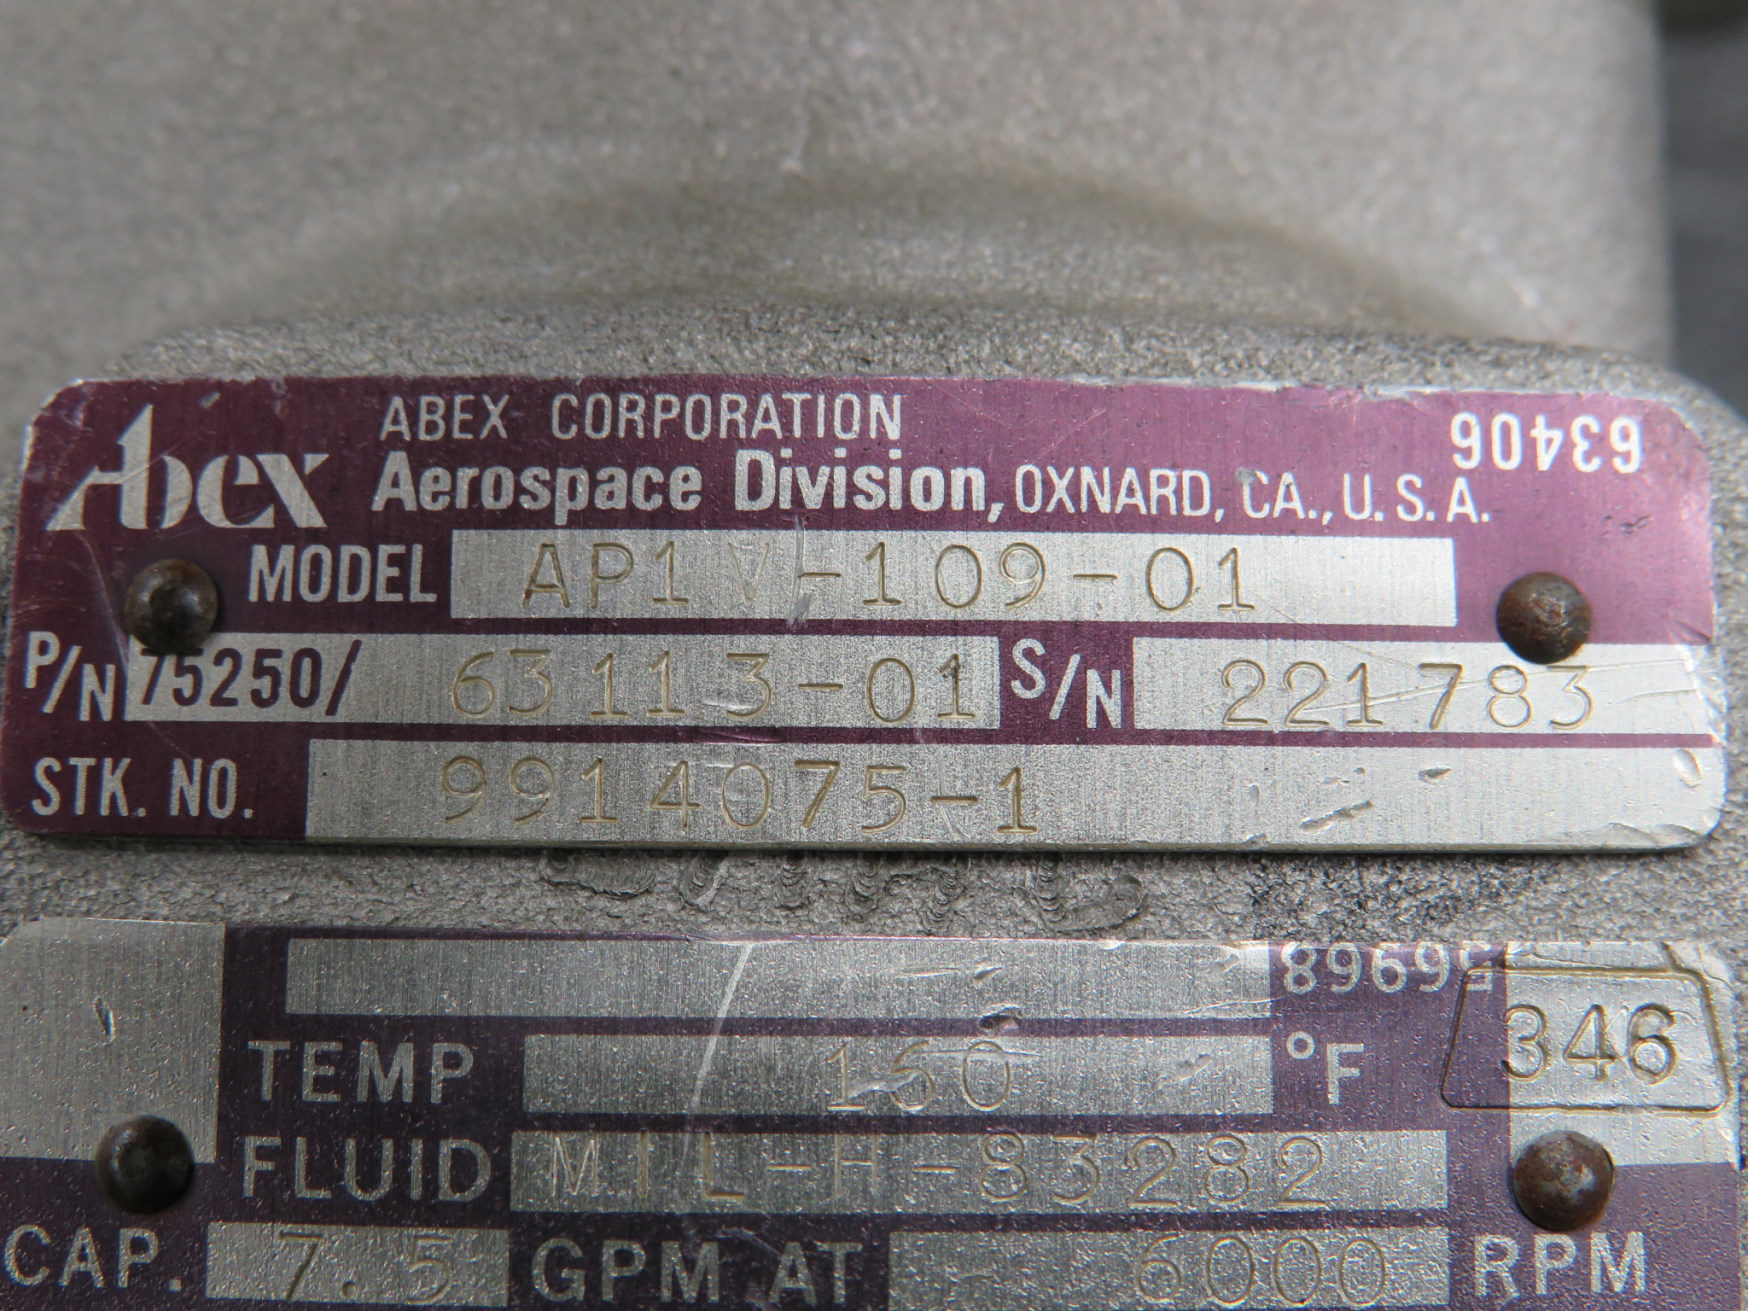 Abex ABEX CORPORATION 63406
Aerospace Division, OXNARD, CA., U.S.A.
MODEL AP1V-109-01
P/N 75250/ 63113-01 S/N 221783
STK. NO. 9914075-1
56968
346
TEMP 160 °F
FLUID MIL-H-83282
CAP. 7.5 GPM AT 6000 RPM